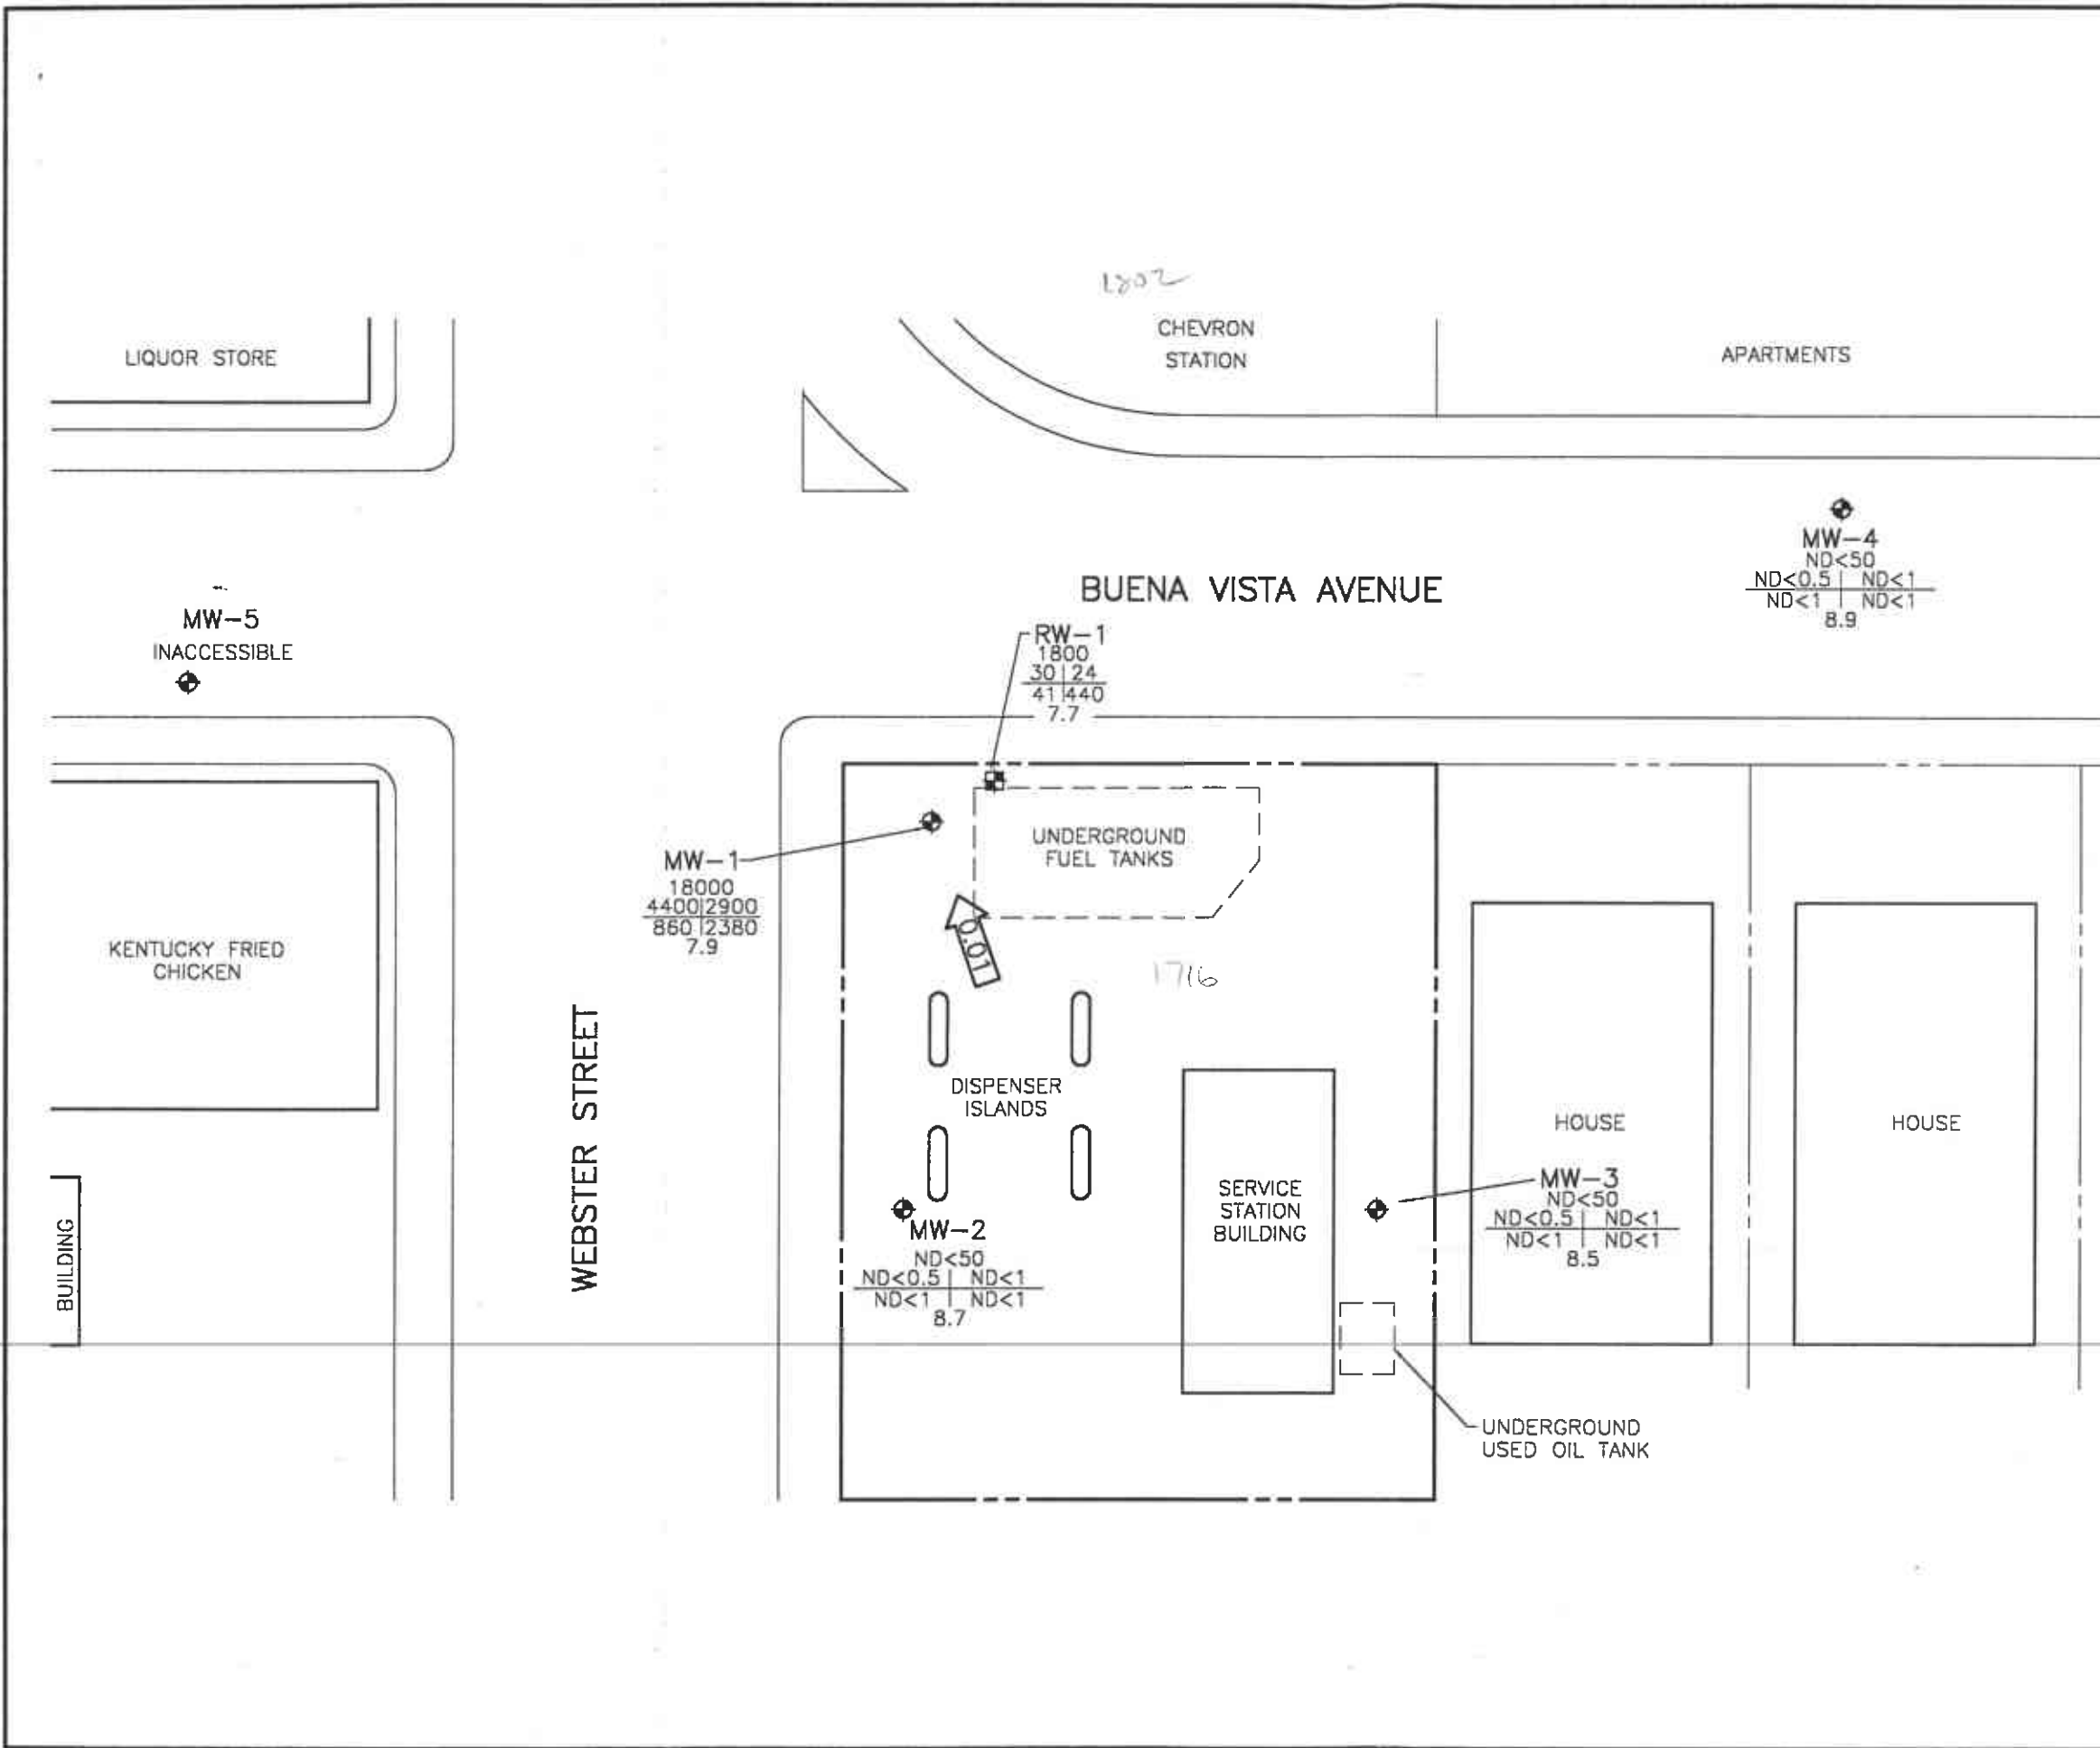 1802
CHEVRON
STATION
LIQUOR STORE
APARTMENTS
MW-4
ND<50
ND<0.5 | ND<1
ND<1 | ND<1
8.9
BUENA VISTA AVENUE
MW-5
INACCESSIBLE
RW-1
1800
30 | 24
41 | 440
7.7
UNDERGROUND
FUEL TANKS
MW-1
18000
4400 | 2900
860 | 2380
7.9
0.01
KENTUCKY FRIED
CHICKEN
1716
WEBSTER STREET
DISPENSER
ISLANDS
HOUSE
HOUSE
MW-3
ND<50
ND<0.5 | ND<1
ND<1 | ND<1
8.5
SERVICE
STATION
BUILDING
MW-2
ND<50
ND<0.5 | ND<1
ND<1 | ND<1
8.7
BUILDING
UNDERGROUND
USED OIL TANK